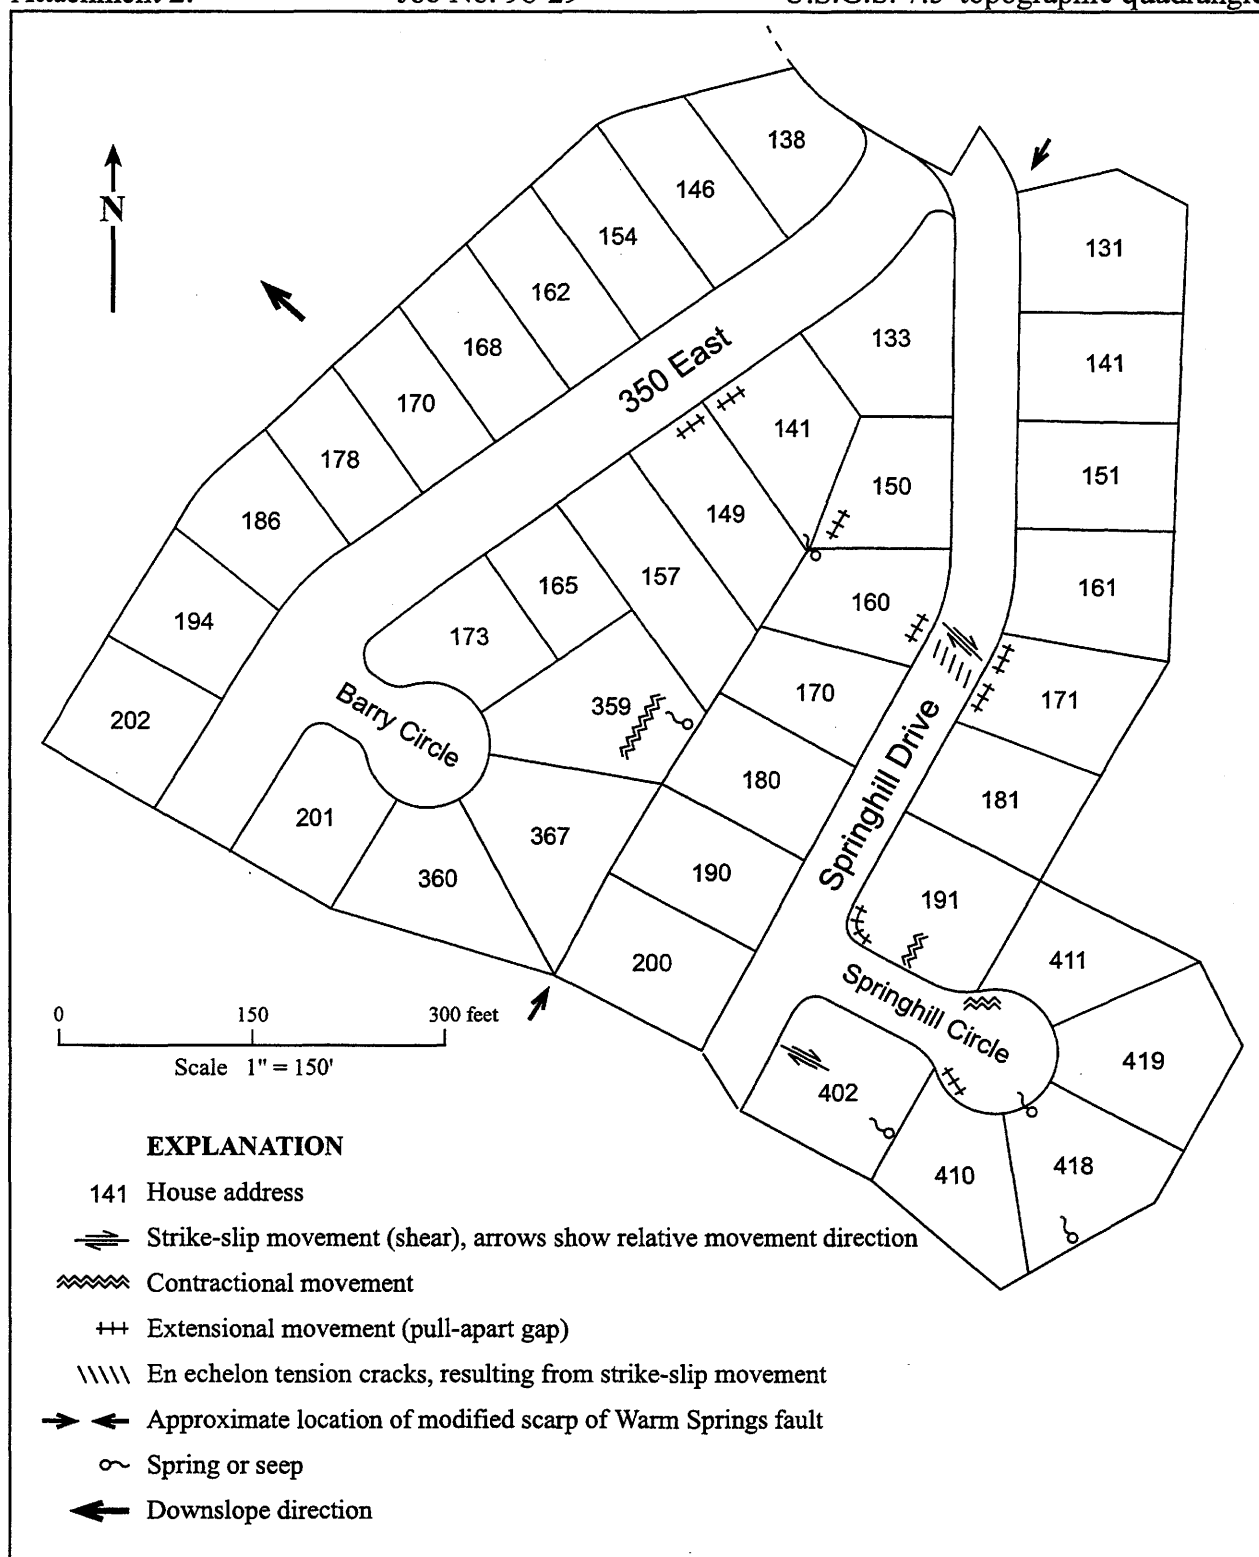 Attachment 2.
Job No. 98-29
U.S.G.S. 7.5' topographic quadrangle
N
138
146
154
162
168
170
178
186
194
202
350 East
131
133
141
141
150
151
149
161
157
160
165
173
171
170
359
Barry Circle
202
Springhill Drive
180
181
201
367
360
190
191
200
411
Springhill Circle
419
402
418
410
0 150 300 feet
Scale 1" = 150'
EXPLANATION
141 House address
Strike-slip movement (shear), arrows show relative movement direction
Contractional movement
Extensional movement (pull-apart gap)
En echelon tension cracks, resulting from strike-slip movement
Approximate location of modified scarp of Warm Springs fault
Spring or seep
Downslope direction